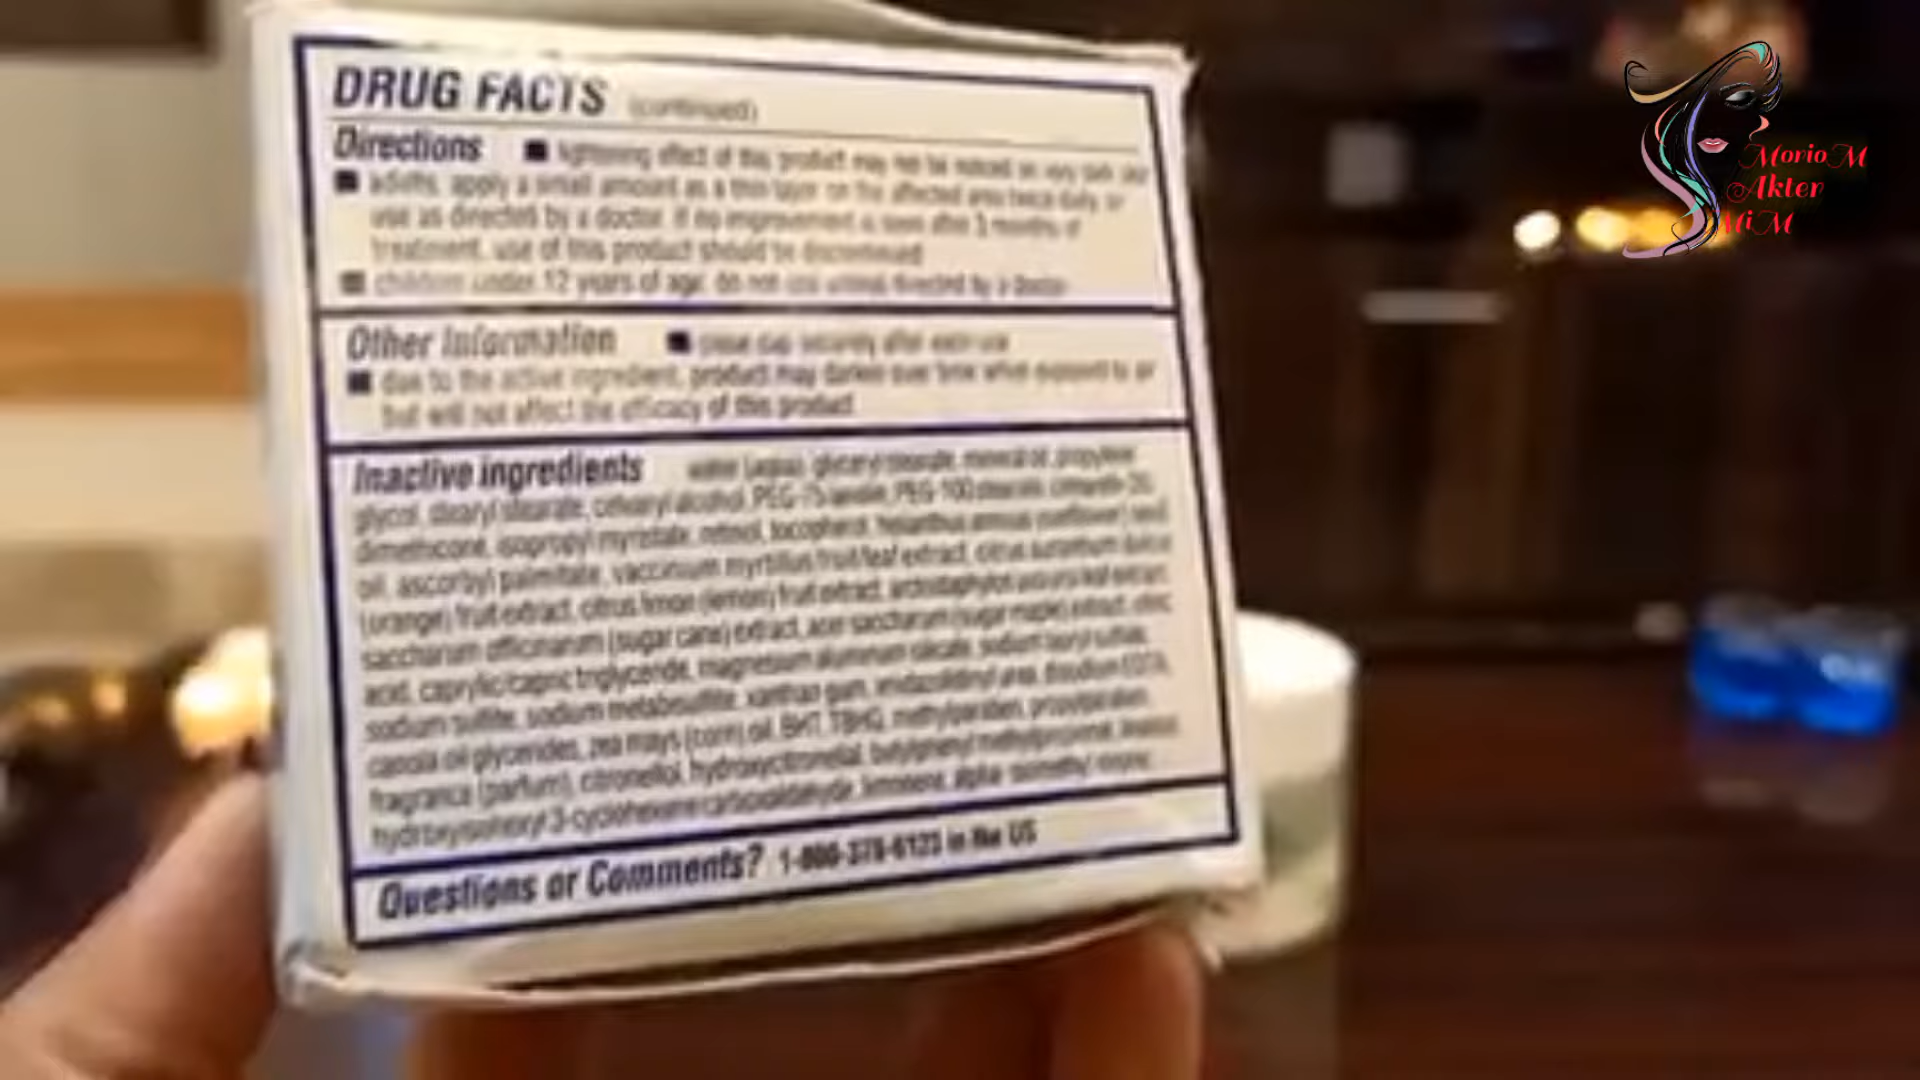 DRUG FACTS (continued)
Directions ■ lightening effect of this product may not be noticed on very dark skin
■ adults: apply a small amount as a thin layer on the affected area twice daily, or
use as directed by a doctor. If no improvement is seen after 3 months of
treatment, use of this product should be discontinued
■ children under 12 years of age: do not use unless directed by a doctor
Other Information ■ close cap securely after each use
■ due to the active ingredient, product may darken over time when exposed to air
but will not affect the efficacy of this product
Inactive ingredients water (aqua), glyceryl stearate, mineral oil, propylene
glycol, stearyl stearate, cetearyl alcohol, PEG-75 lanolin, PEG-100 stearate,
dimethicone, isopropyl myristate, retinol, tocopherol, helianthus annuus (sunflower) seed
oil, ascorbyl palmitate, vaccinium myrtillus fruit/leaf extract, citrus aurantium dulcis
(orange) fruit extract, citrus limon (lemon) fruit extract, arctostaphylos uva ursi leaf extract,
saccharum officinarum (sugar cane) extract, acer saccharum (sugar maple) extract, citric
acid, caprylic/capric triglyceride, magnesium aluminum silicate, sodium lauryl sulfate,
sodium sulfite, sodium metabisulfite, xanthan gum, imidazolidinyl urea, disodium EDTA,
canola oil glycerides, zea mays (corn) oil, BHT, TBHQ, methylparaben, propylparaben,
fragrance (parfum), citronellol, hydroxycitronellal, butylphenyl methylpropional,
hydroxyisohexyl 3-cyclohexene carboxaldehyde, limonene, alpha-isomethyl ionone
Questions or Comments? in the US
MorioM
Akter
MiM